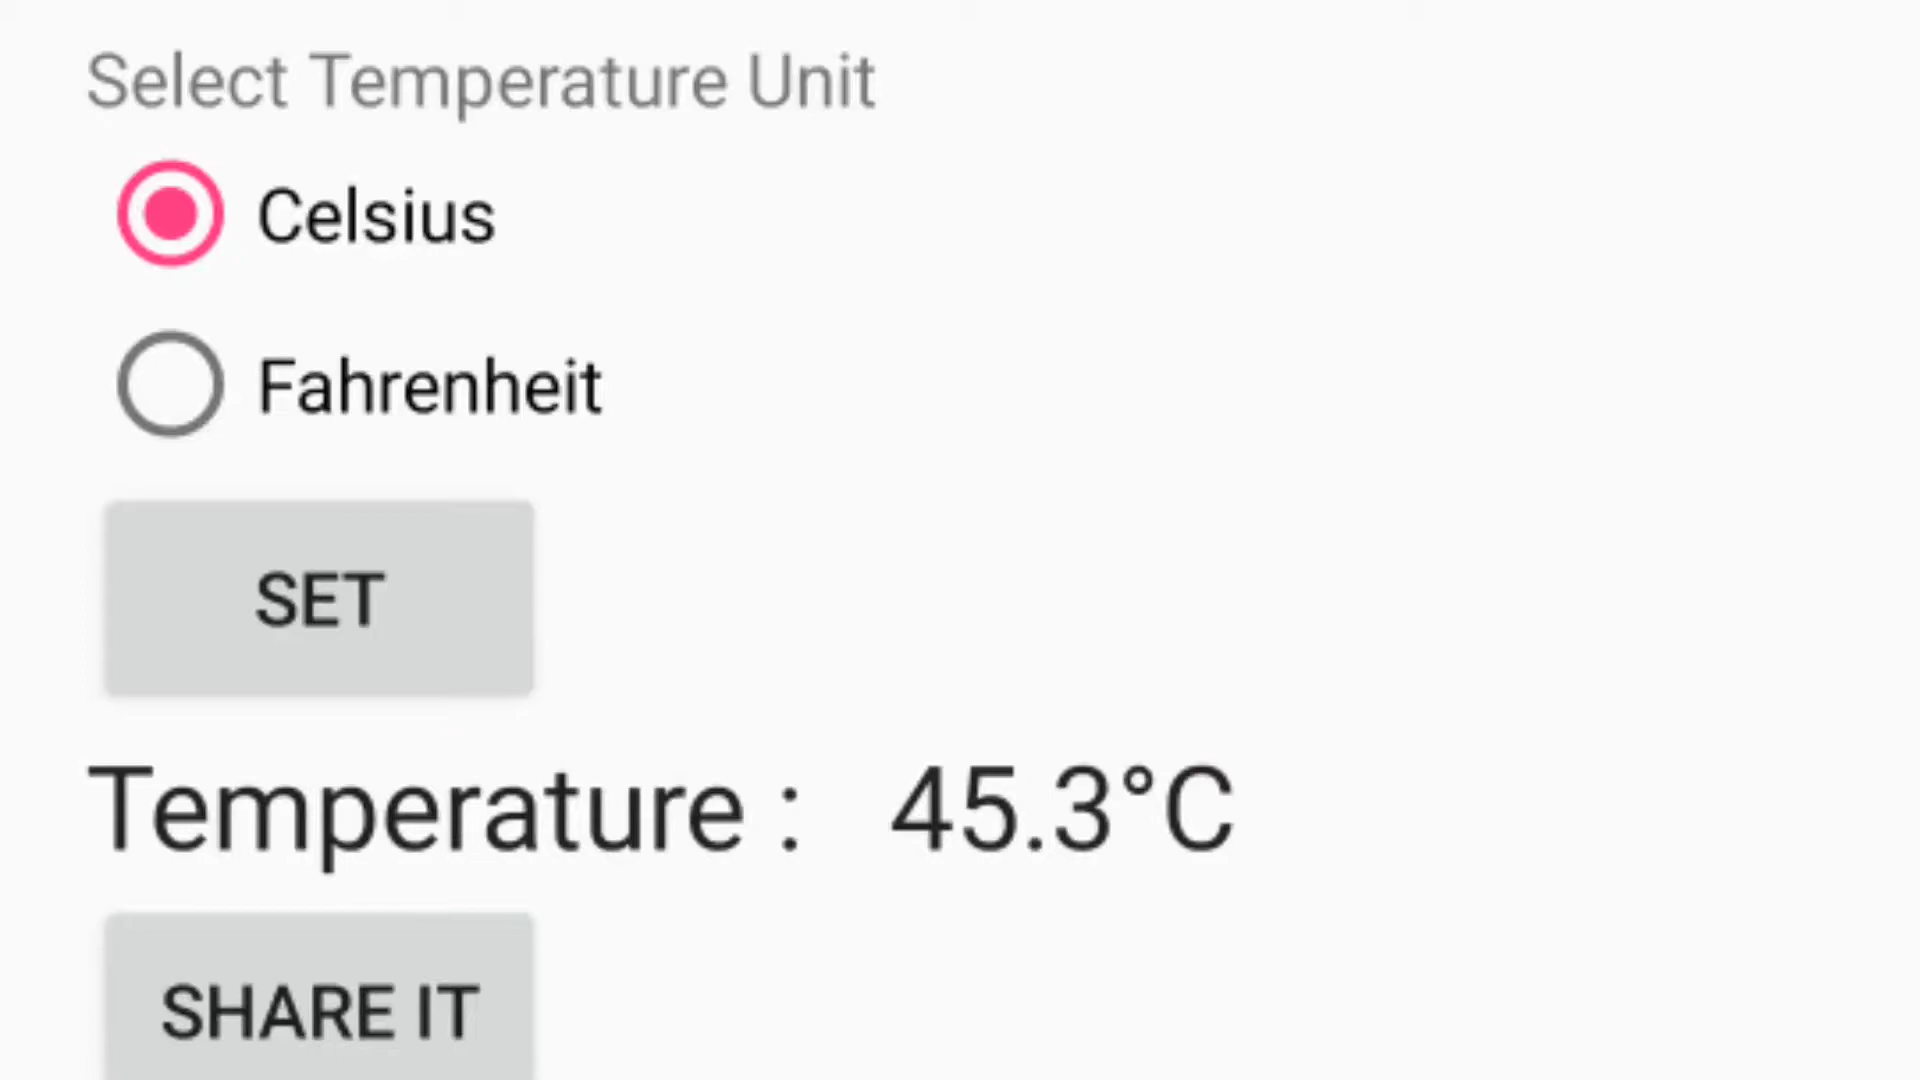 Select Temperature Unit
Celsius
Fahrenheit
SET
Temperature : 45.3°C
SHARE IT